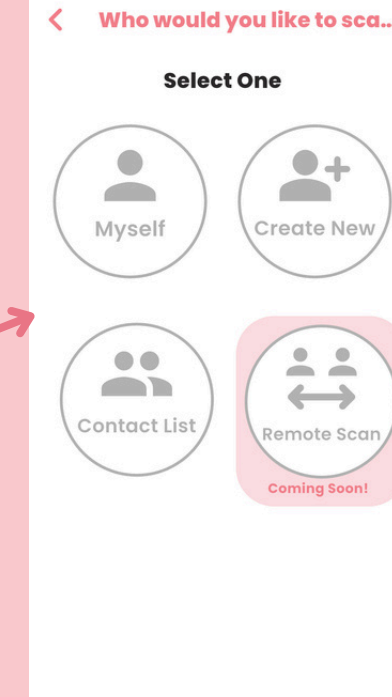 Who would you like to sca..
Select One
Myself
Create New
Contact List
Remote Scan
Coming Soon!